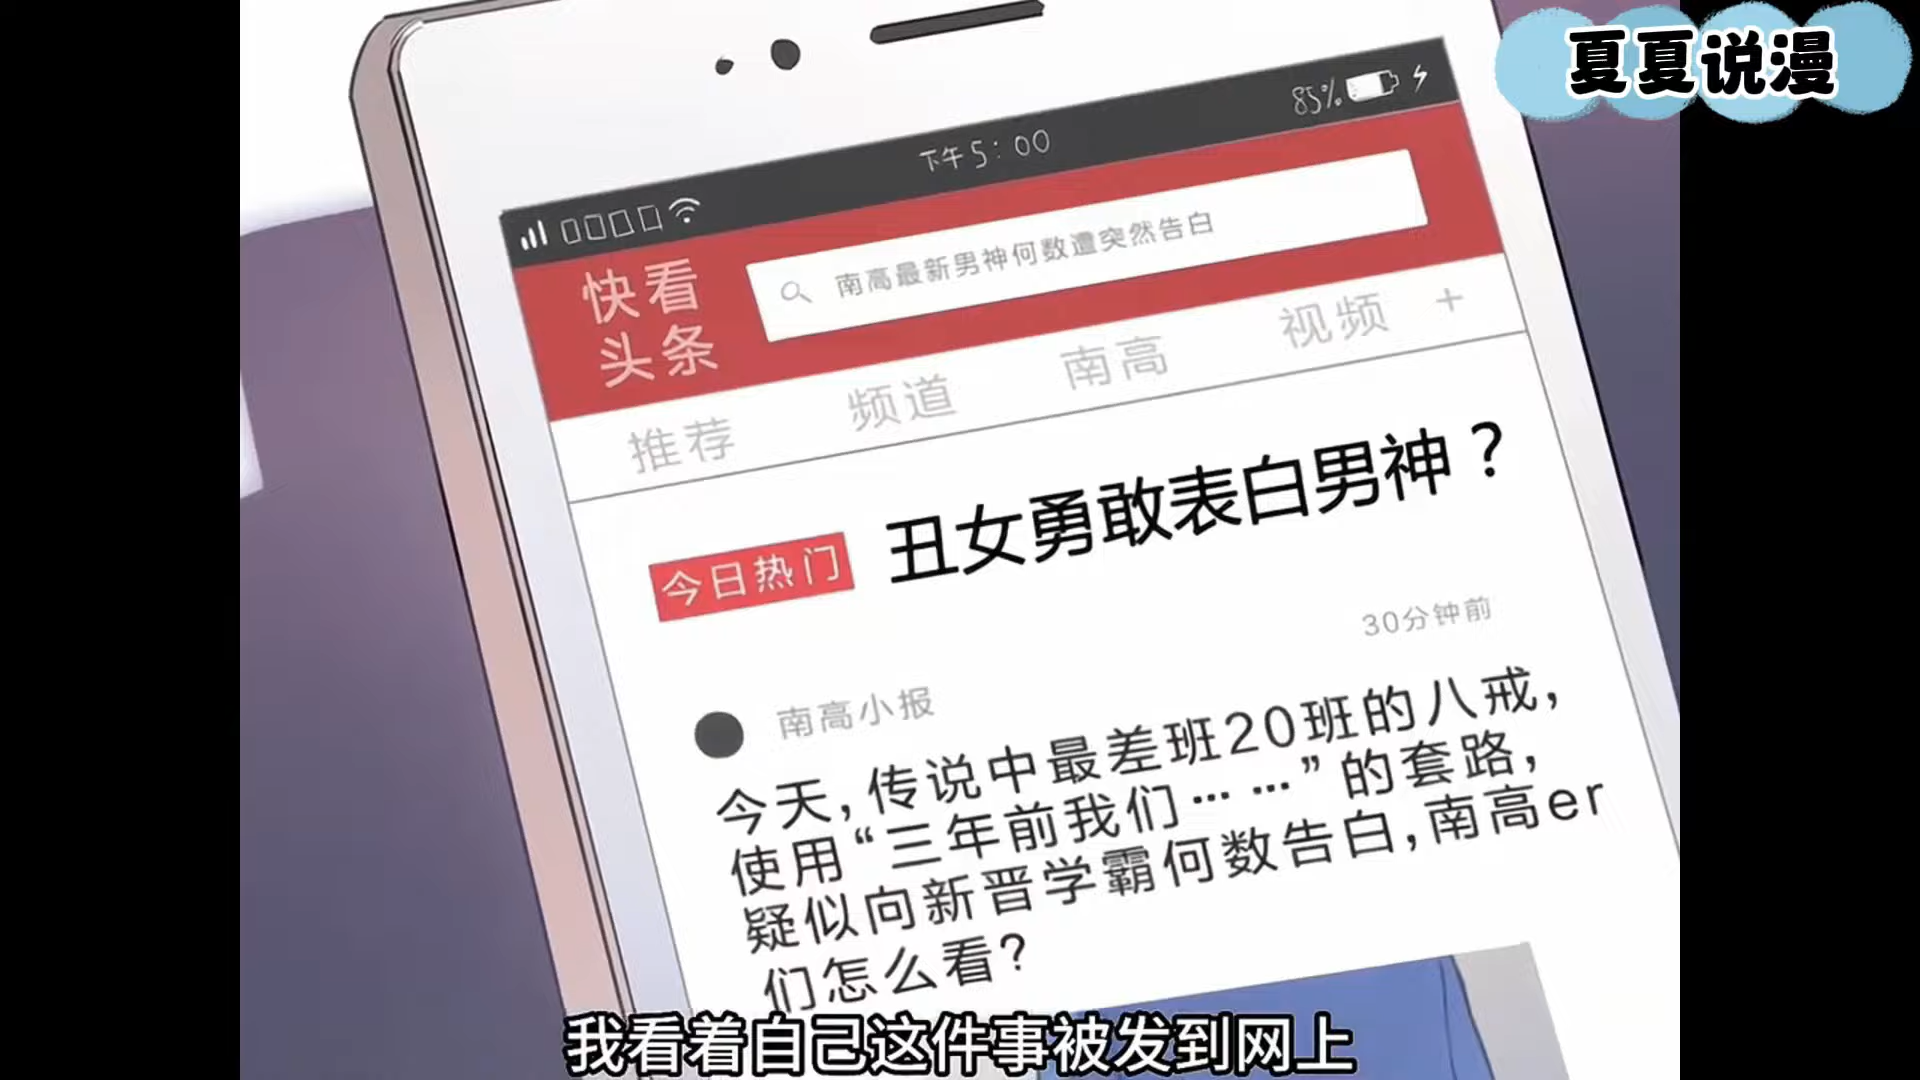 夏夏说漫
下午5:00
85%
快看
头条
南高最新男神何数遭突然告白
推荐 频道 南高 视频 +
今日热门 丑女勇敢表白男神？
30分钟前
南高小报
今天，传说中最差班20班的八戒，
使用“三年前我们……”的套路，
疑似向新晋学霸何数告白，南高er
们怎么看？
我看着自己这件事被发到网上